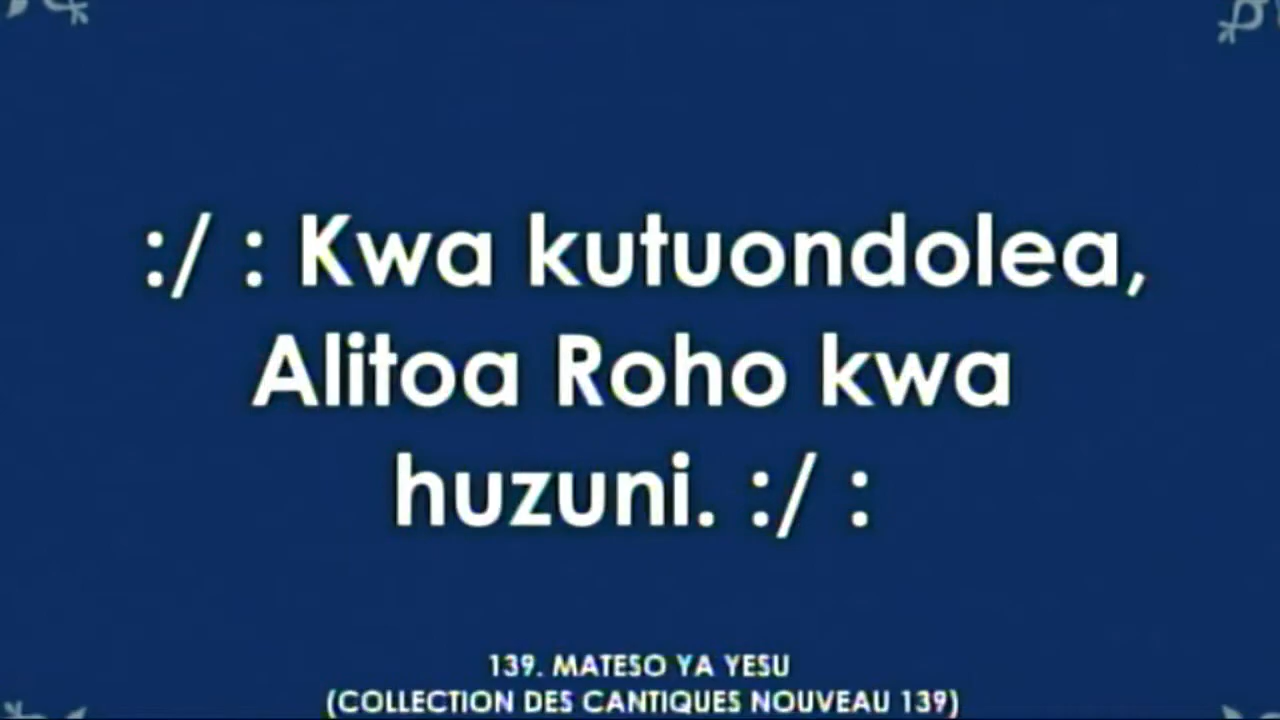 :/ : Kwa kutuondolea,
Alitoa Roho kwa
huzuni. :/ :
139. MATESO YA YESU
(COLLECTION DES CANTIQUES NOUVEAU 139)